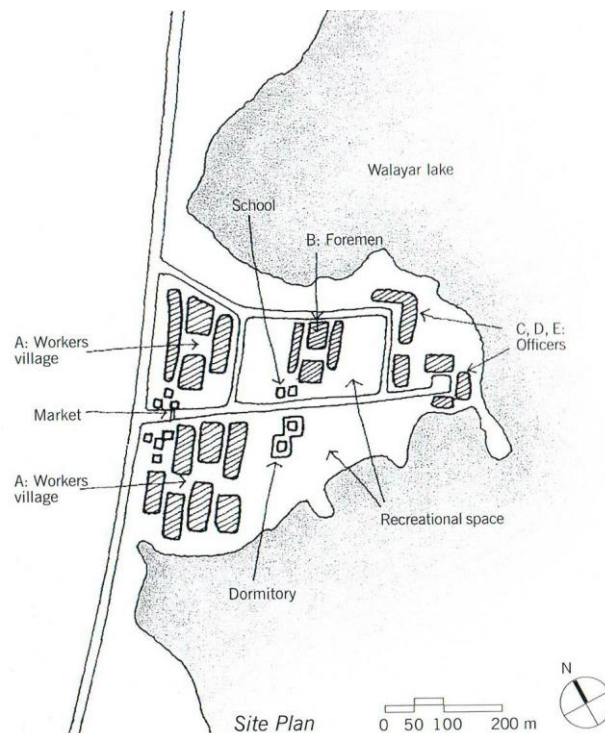 Walayar lake
School
B: Foremen
C, D, E:
Officers
A: Workers
village
Market
A: Workers
village
Recreational space
Dormitory
N
Site Plan
0 50 100 200 m